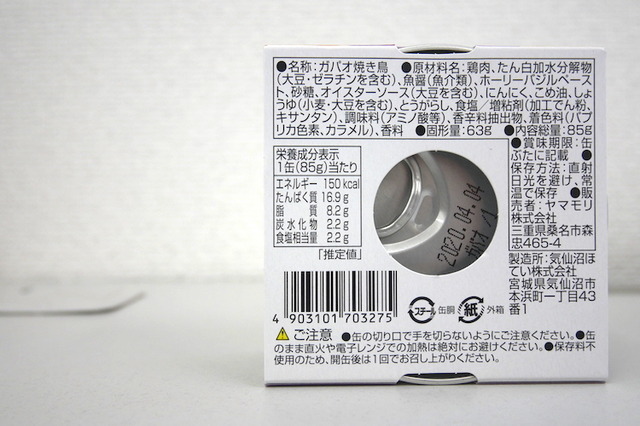 ●名称:ガパオ焼き鳥 ●原材料名:鶏肉、たん白加水分解物
(大豆・ゼラチンを含む)、魚醤(魚介類)、ホーリーバジルペース
ト、砂糖、オイスターソース(大豆を含む)、にんにく、こめ油、しょ
うゆ(小麦・大豆を含む)、とうがらし、食塩/増粘剤(加工でん粉、
キサンタン)、調味料(アミノ酸等)、香辛料抽出物、着色料(パプ
リカ色素、カラメル)、香料 ●固形量:63g ●内容総量:85g
●賞味期限:缶
ぶたに記載 ●
保存方法:直射
日光を避け、常
温で保存 ●販
売者:ヤマモリ
株式会社
三重県桑名市森
忠465-4
製造所:気仙沼ほ
てい株式会社
宮城県気仙沼市
本浜町一丁目43
番1
栄養成分表示
1缶(85g)当たり
エネルギー 150kcal
たんぱく質 16.9g
脂質 8.2g
炭水化物 2.2g
食塩相当量 2.2g
「推定値」
2020.04.04
ガパオ /
4 903101 703275
スチール 缶胴 紙 外箱
ご注意 ●缶の切り口で手を切らないようにご注意ください。●缶
のまま直火や電子レンジでの加熱は絶対にお避けください。●保存料不
使用のため、開缶後は1回でお召し上がりください。